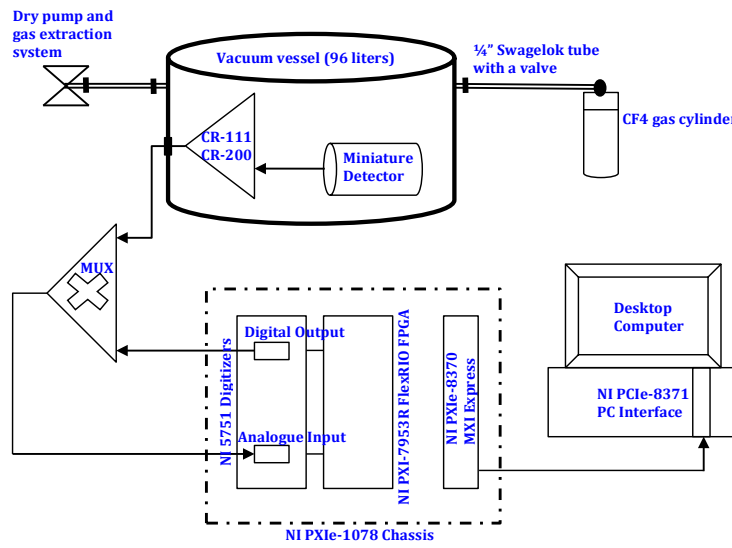 Dry pump and
gas extraction
system
Vacuum vessel (96 liters)
¼” Swagelok tube
with a valve
CF4 gas cylinder
CR-111
CR-200
Miniature
Detector
MUX
Desktop
Computer
Digital Output
NI 5751 Digitizers
NI PXI-7953R FlexRIO FPGA
NI PXIe-8370
MXI Express
NI PCIe-8371
PC Interface
Analogue Input
NI PXIe-1078 Chassis